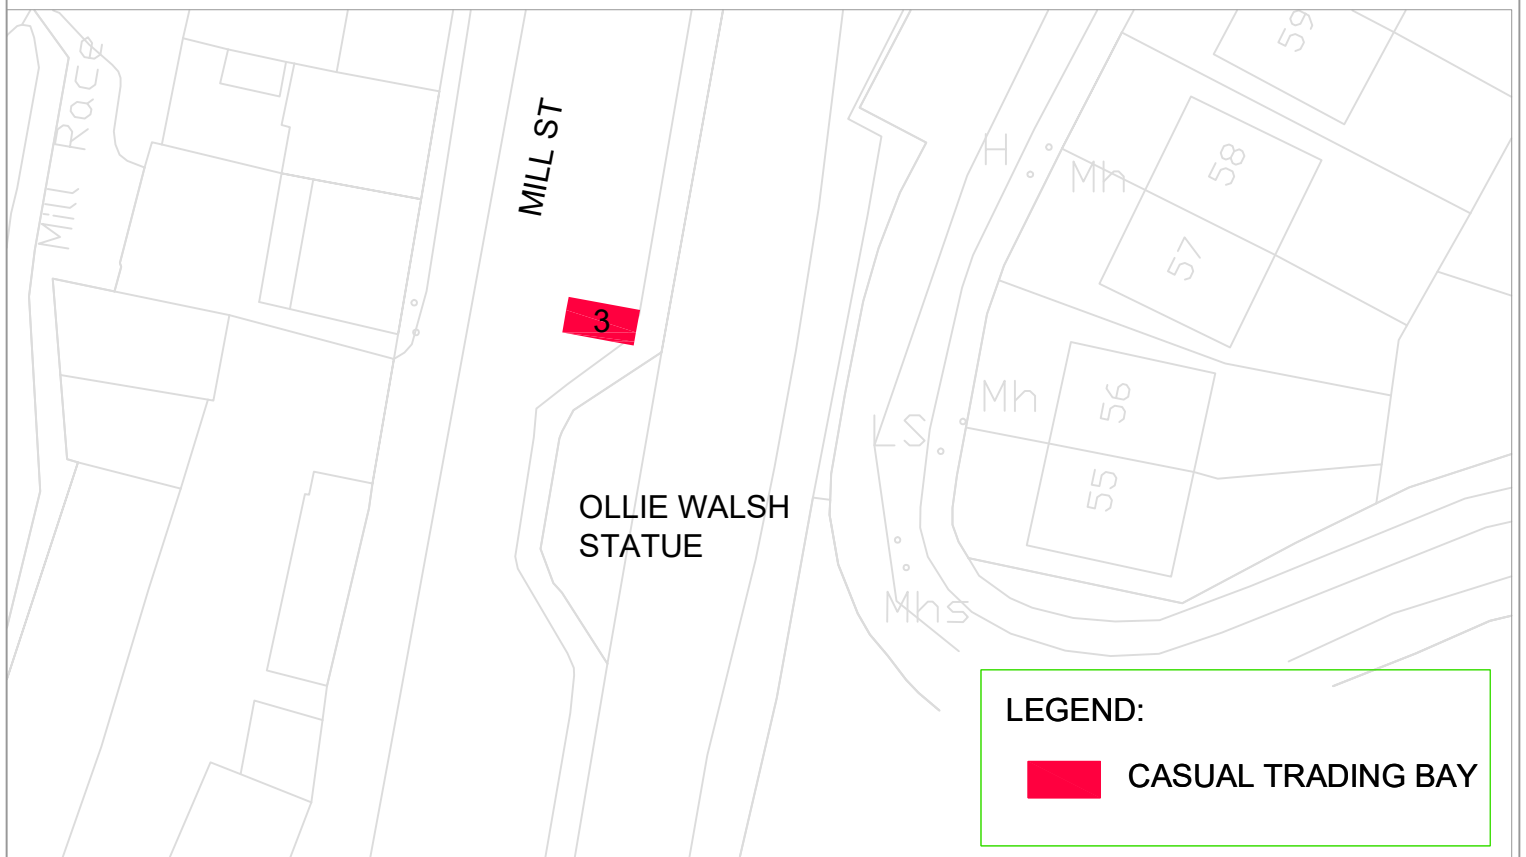 59
Mill Race
MILL ST
H
Mh
58
57
3
Mh
56
LS
55
OLLIE WALSH
STATUE
Mhs
LEGEND:
CASUAL TRADING BAY